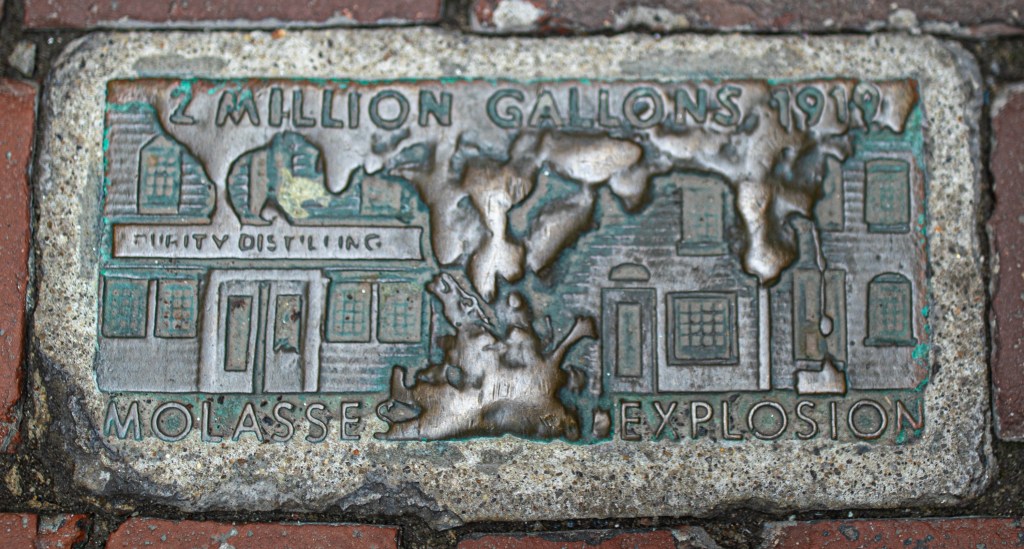 2 MILLION GALLONS 1919
PURITY DISTILLING
MOLASSES EXPLOSION